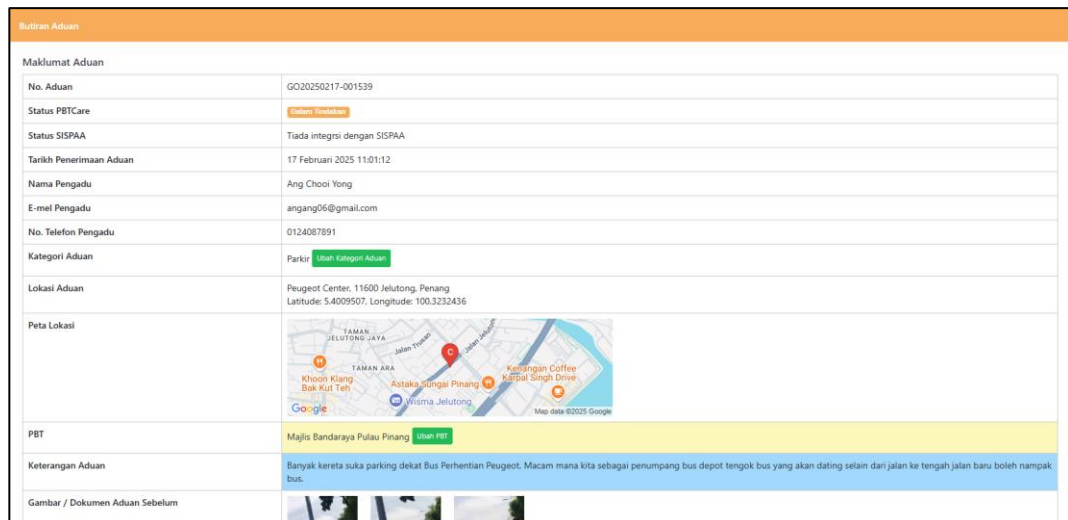 Butiran Aduan
Maklumat Aduan
No. Aduan GO20250217-001539
Status PBTCare Dalam Tindakan
Status SISPAA Tiada integrsi dengan SISPAA
Tarikh Penerimaan Aduan 17 Februari 2025 11:01:12
Nama Pengadu Ang Chooi Yong
E-mel Pengadu angang06@gmail.com
No. Telefon Pengadu 0124087891
Kategori Aduan Parkir Ubah Kategori Aduan
Lokasi Aduan Peugeot Center, 11600 Jelutong, Penang
Latitude: 5.4009507, Longitude: 100.3232436
Peta Lokasi
TAMAN
JELUTONG JAYA
Jalan Trusan
Jalan Jelutong
C
TAMAN ARA
Khoon Klang
Bak Kut Teh
Astaka Sungai Pinang
Kenangan Coffee
Karpal Singh Drive
Wisma Jelutong
Google
Map data ©2025 Google
PBT Majlis Bandaraya Pulau Pinang Ubah PBT
Keterangan Aduan Banyak kereta suka parking dekat Bus Perhentian Peugeot. Macam mana kita sebagai penumpang bus depot tengok bus yang akan dating selain dari jalan ke tengah jalan baru boleh nampak
bus.
Gambar / Dokumen Aduan Sebelum